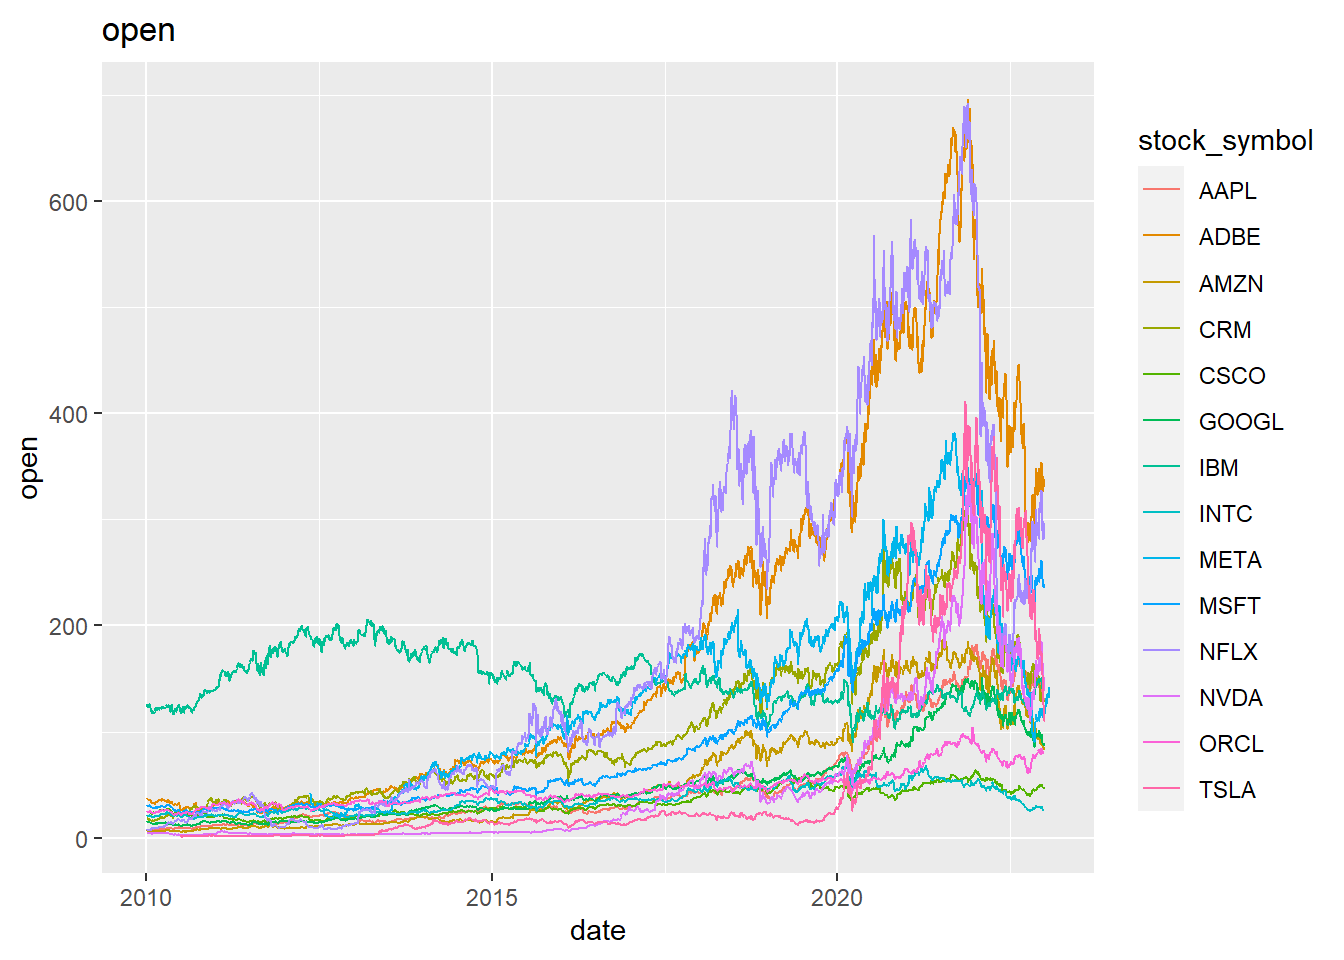 open
open
600
400
200
0
2010 2015 2020
date
stock_symbol
AAPL
ADBE
AMZN
CRM
CSCO
GOOGL
IBM
INTC
META
MSFT
NFLX
NVDA
ORCL
TSLA